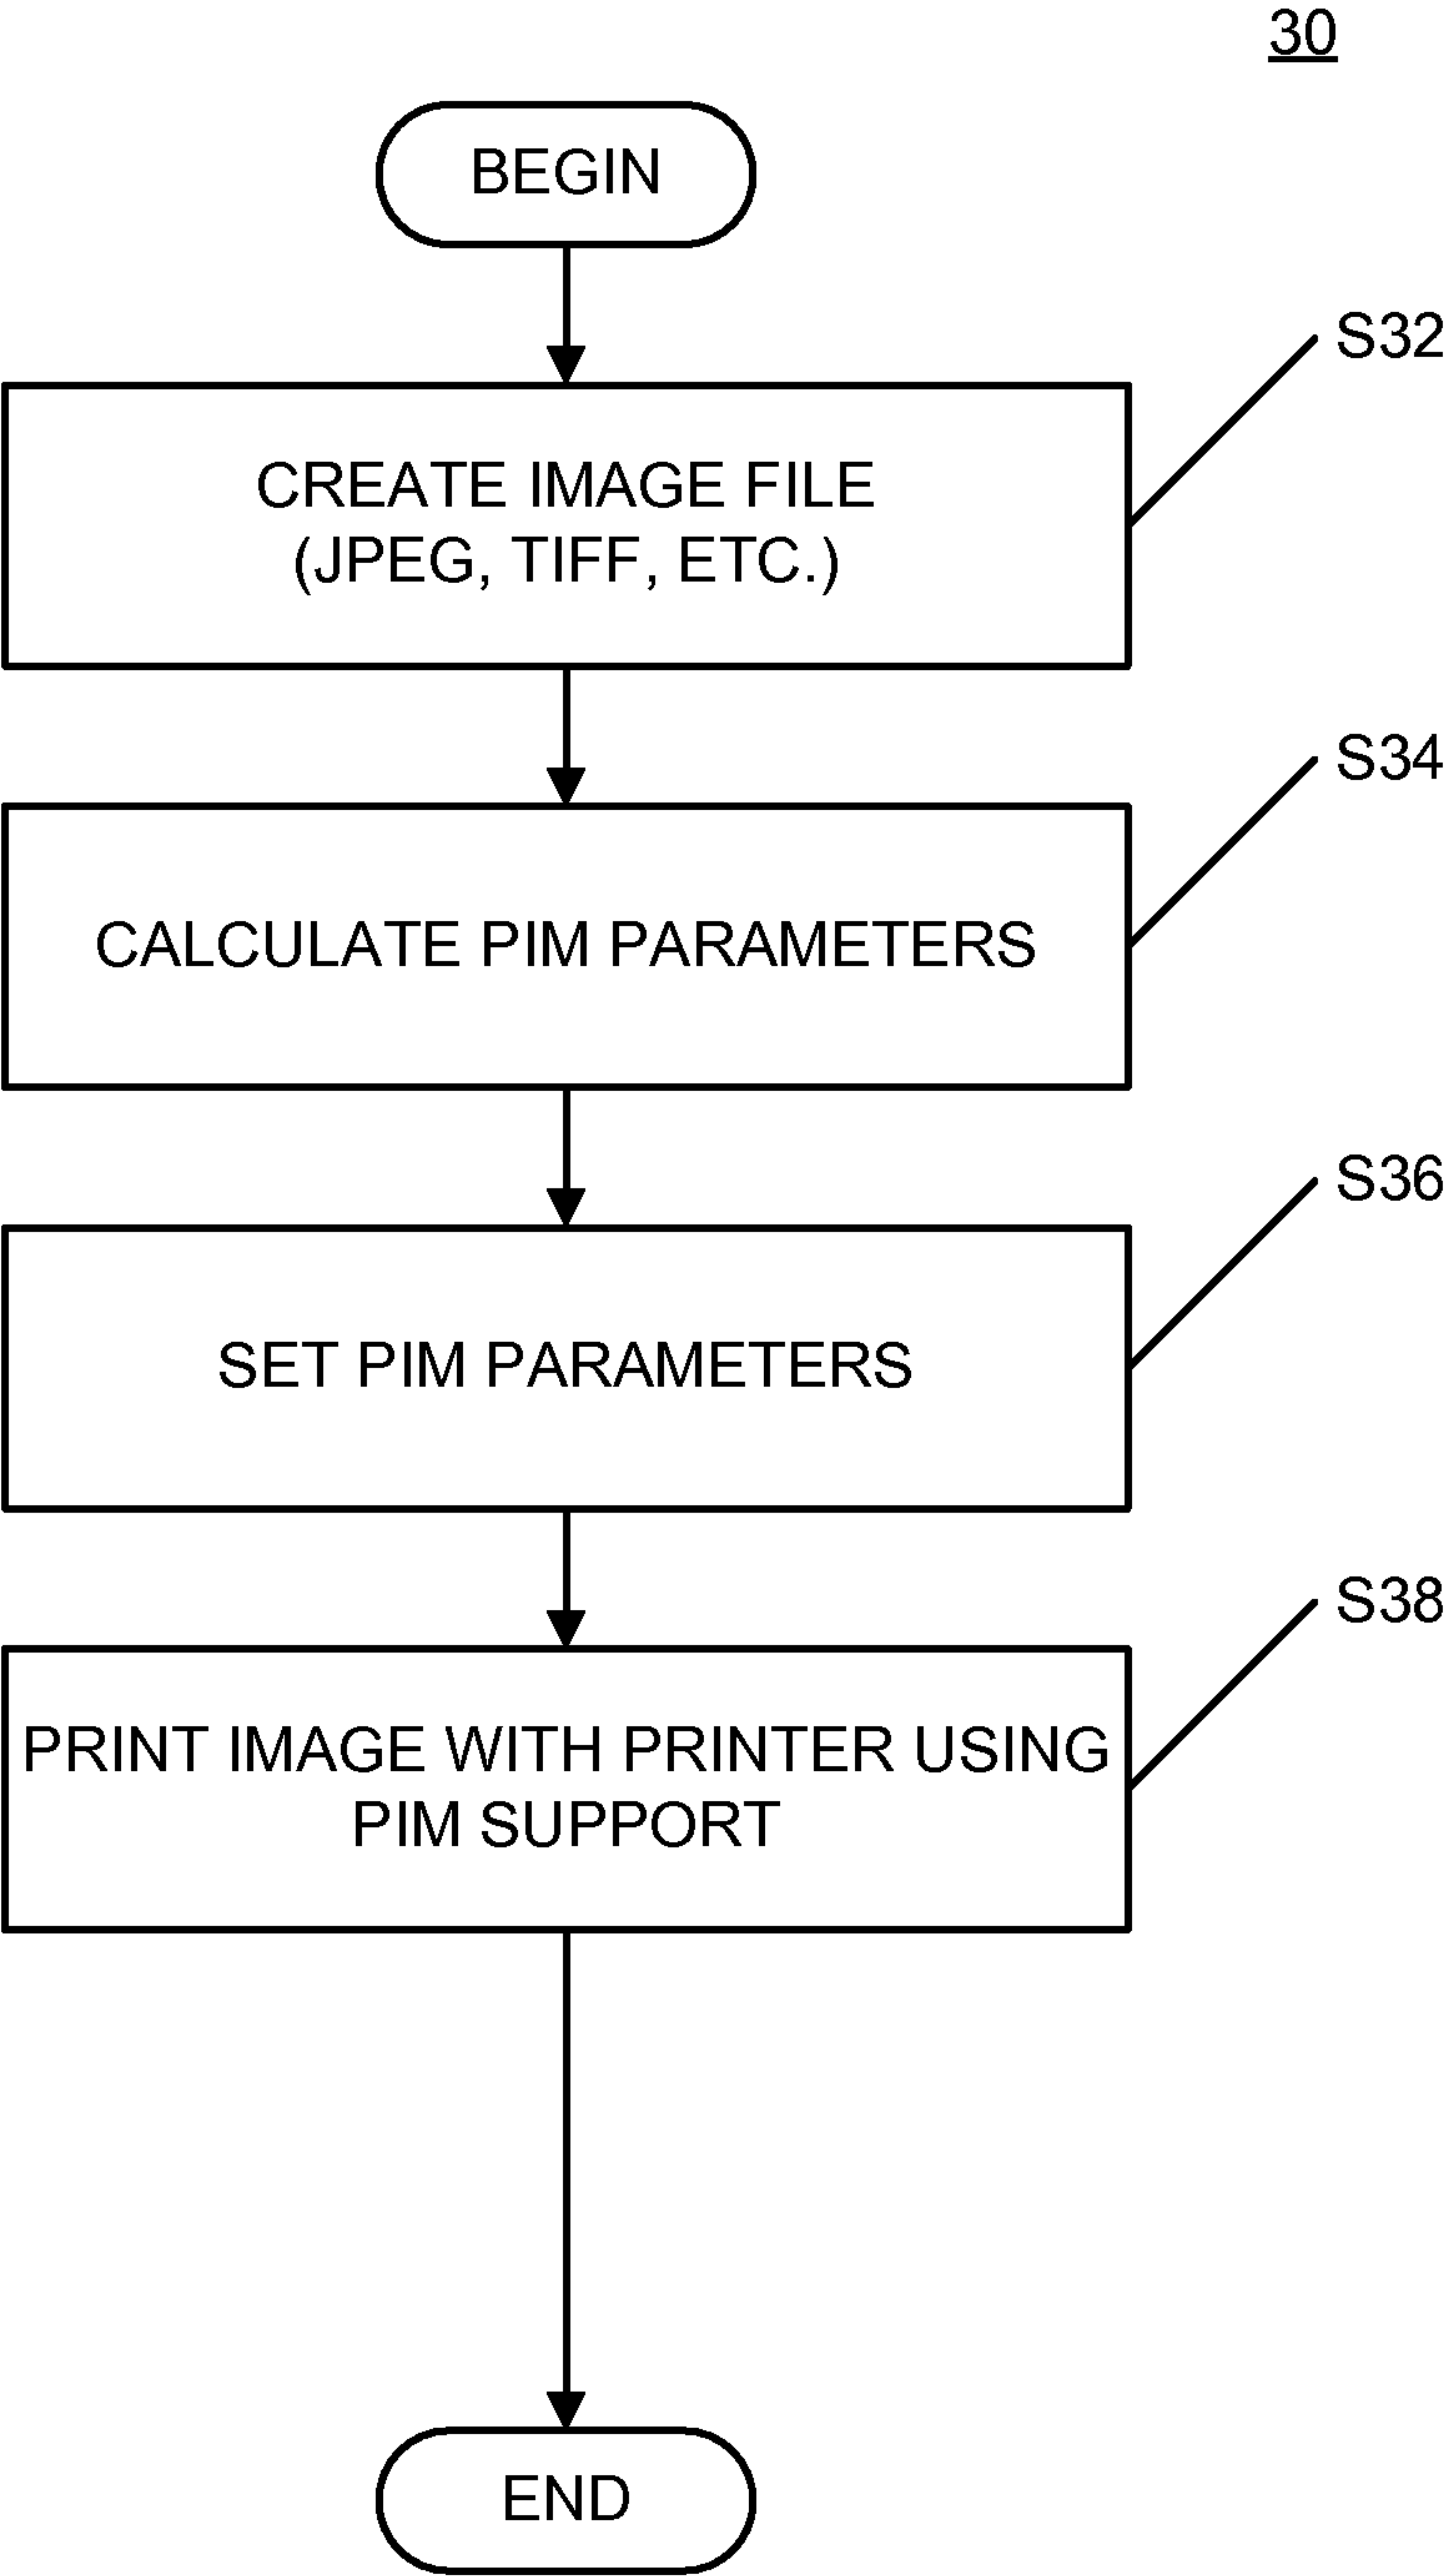 30
BEGIN
S32
CREATE IMAGE FILE
(JPEG, TIFF, ETC.)
S34
CALCULATE PIM PARAMETERS
S36
SET PIM PARAMETERS
S38
PRINT IMAGE WITH PRINTER USING
PIM SUPPORT
END